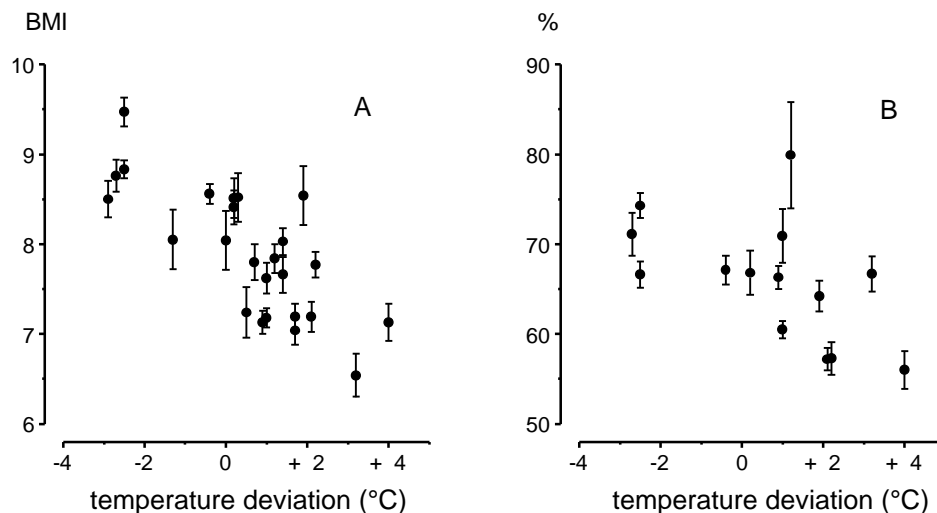 BMI
%
A
B
10
9
8
7
6
90
80
70
60
50
-4 -2 0 + 2 + 4
-4 -2 0 + 2 + 4
temperature deviation (°C)
temperature deviation (°C)